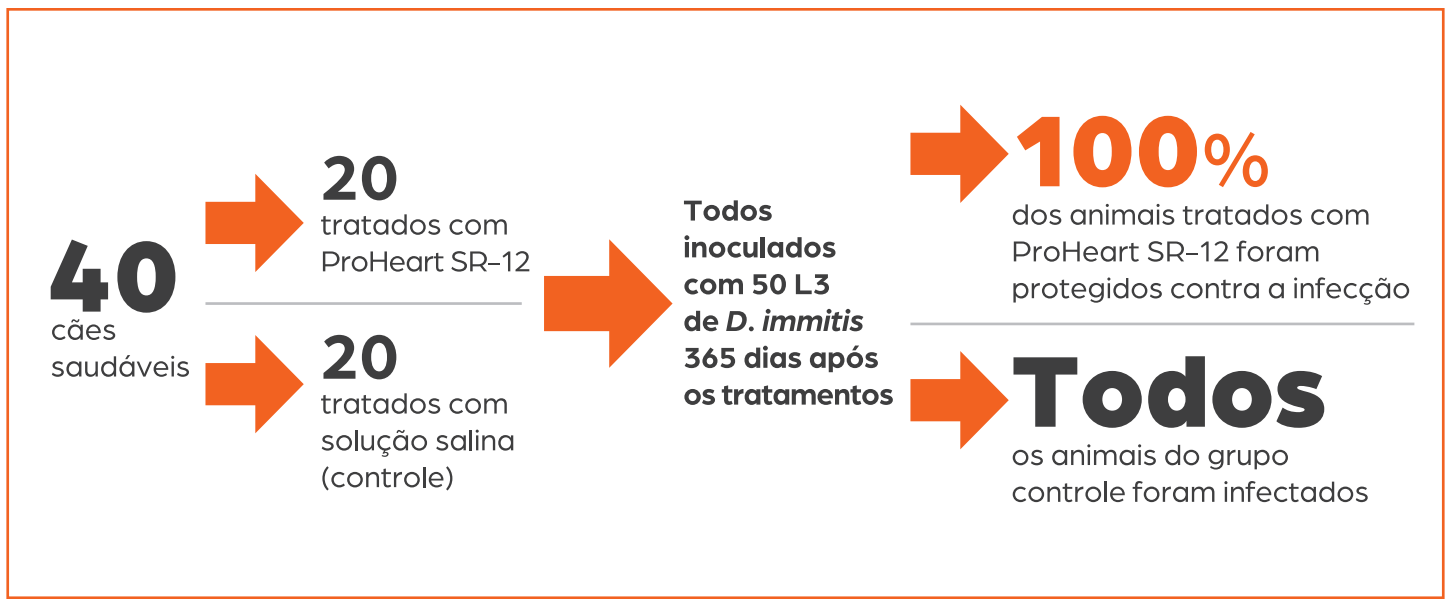 40
cães
saudáveis
20
tratados com
ProHeart SR-12
20
tratados com
solução salina
(controle)
Todos
inoculados
com 50 L3
de D. immitis
365 dias após
os tratamentos
100%
dos animais tratados com
ProHeart SR-12 foram
protegidos contra a infecção
Todos
os animais do grupo
controle foram infectados